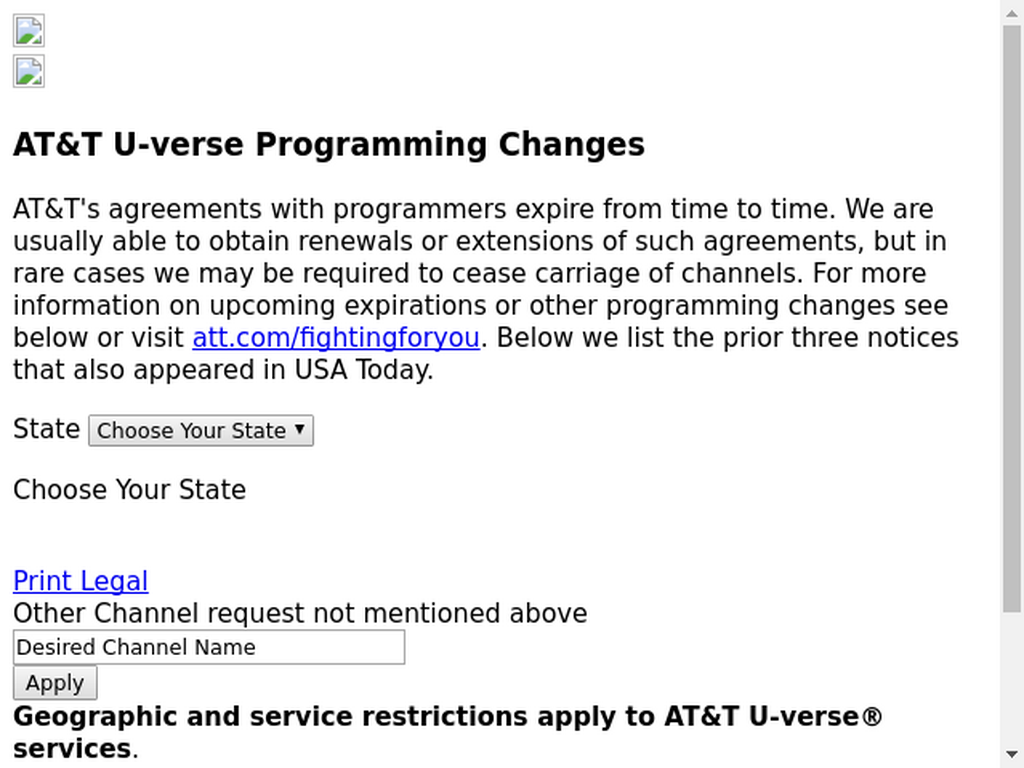 AT&T U-verse Programming Changes
AT&T's agreements with programmers expire from time to time. We are
usually able to obtain renewals or extensions of such agreements, but in
rare cases we may be required to cease carriage of channels. For more
information on upcoming expirations or other programming changes see
below or visit att.com/fightingforyou. Below we list the prior three notices
that also appeared in USA Today.
State Choose Your State
Choose Your State
Print Legal
Other Channel request not mentioned above
Desired Channel Name
Apply
Geographic and service restrictions apply to AT&T U-verse®
services.